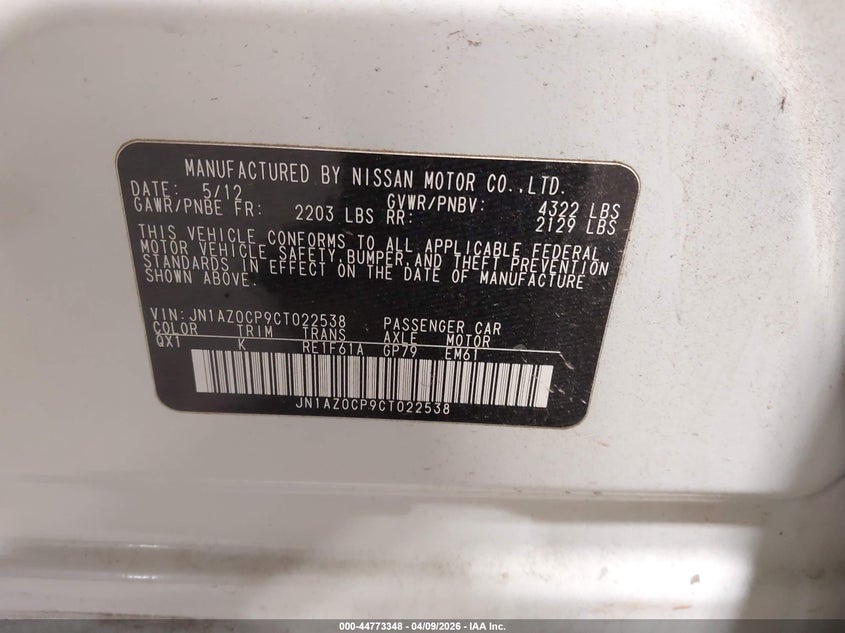 MANUFACTURED BY NISSAN MOTOR CO.,LTD.
DATE: 5/12 GVWR/PNBV: 4322 LBS
GAWR/PNBE FR: 2203 LBS RR: 2129 LBS
THIS VEHICLE CONFORMS TO ALL APPLICABLE FEDERAL
MOTOR VEHICLE SAFETY,BUMPER,AND THEFT PREVENTION
STANDARDS IN EFFECT ON THE DATE OF MANUFACTURE
SHOWN ABOVE.
VIN: JN1AZ0CP9CT022538 PASSENGER CAR
COLOR TRIM TRANS AXLE MOTOR
QX1 K RE1F61A GP79 EM61
JN1AZ0CP9CT022538
000-44773348 - 04/09/2026 - IAA Inc.